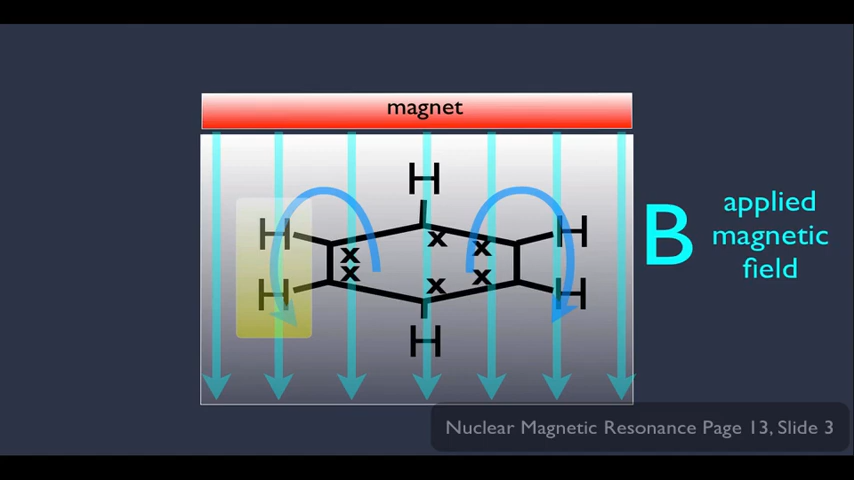 magnet
H
H
H
x
x
x
x
x
x
H
H
H
B
applied
magnetic
field
Nuclear Magnetic Resonance Page 13, Slide 3